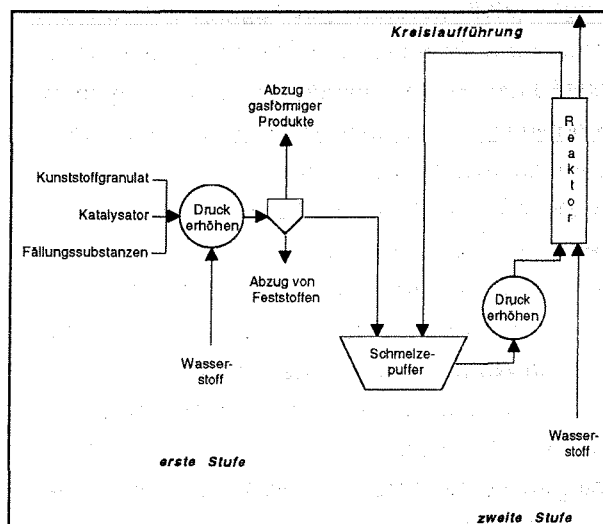 Kreislaufführung
Abzug
gasförmiger
Produkte
Kunststoffgranulat
Katalysator
Fällungssubstanzen
Druck
erhöhen
Abzug von
Feststoffen
Wasser-
stoff
erste Stufe
Schmelze-
puffer
Druck
erhöhen
Reaktor
Wasser-
stoff
zweite Stufe